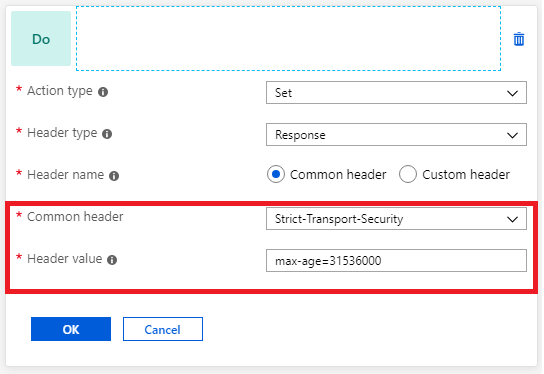 Do
* Action type
Set
* Header type
Response
* Header name
Common header
Custom header
* Common header
Strict-Transport-Security
* Header value
max-age=31536000
OK
Cancel